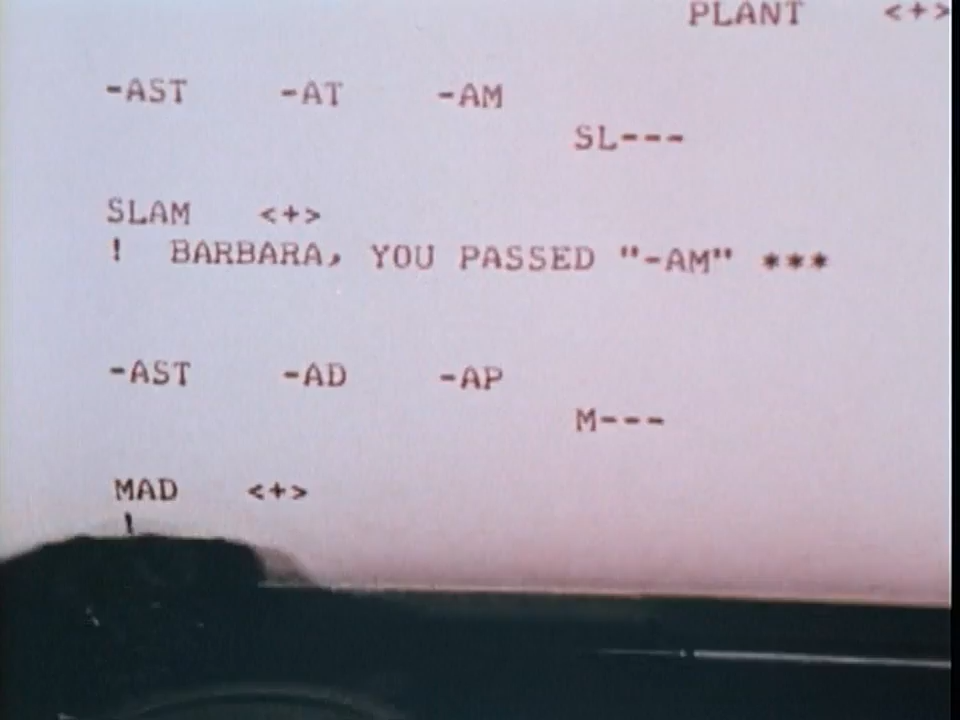 PLANT <+>
-AST -AT -AM
SL---
SLAM <+>
! BARBARA, YOU PASSED "-AM" ***
-AST -AD -AP
M---
MAD <+>
!